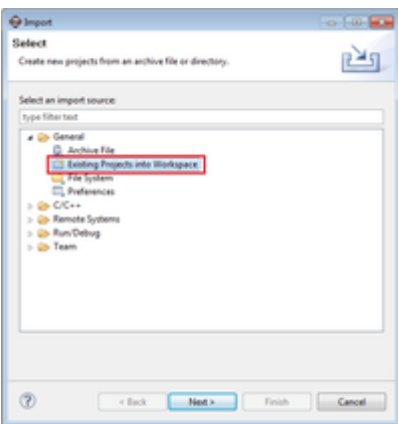 Import
Select
Create new projects from an archive file or directory.
Select an import source:
type filter text
General
Archive File
Existing Projects into Workspace
File System
Preferences
C/C++
Remote Systems
Run/Debug
Team
?
< Back Next > Finish Cancel